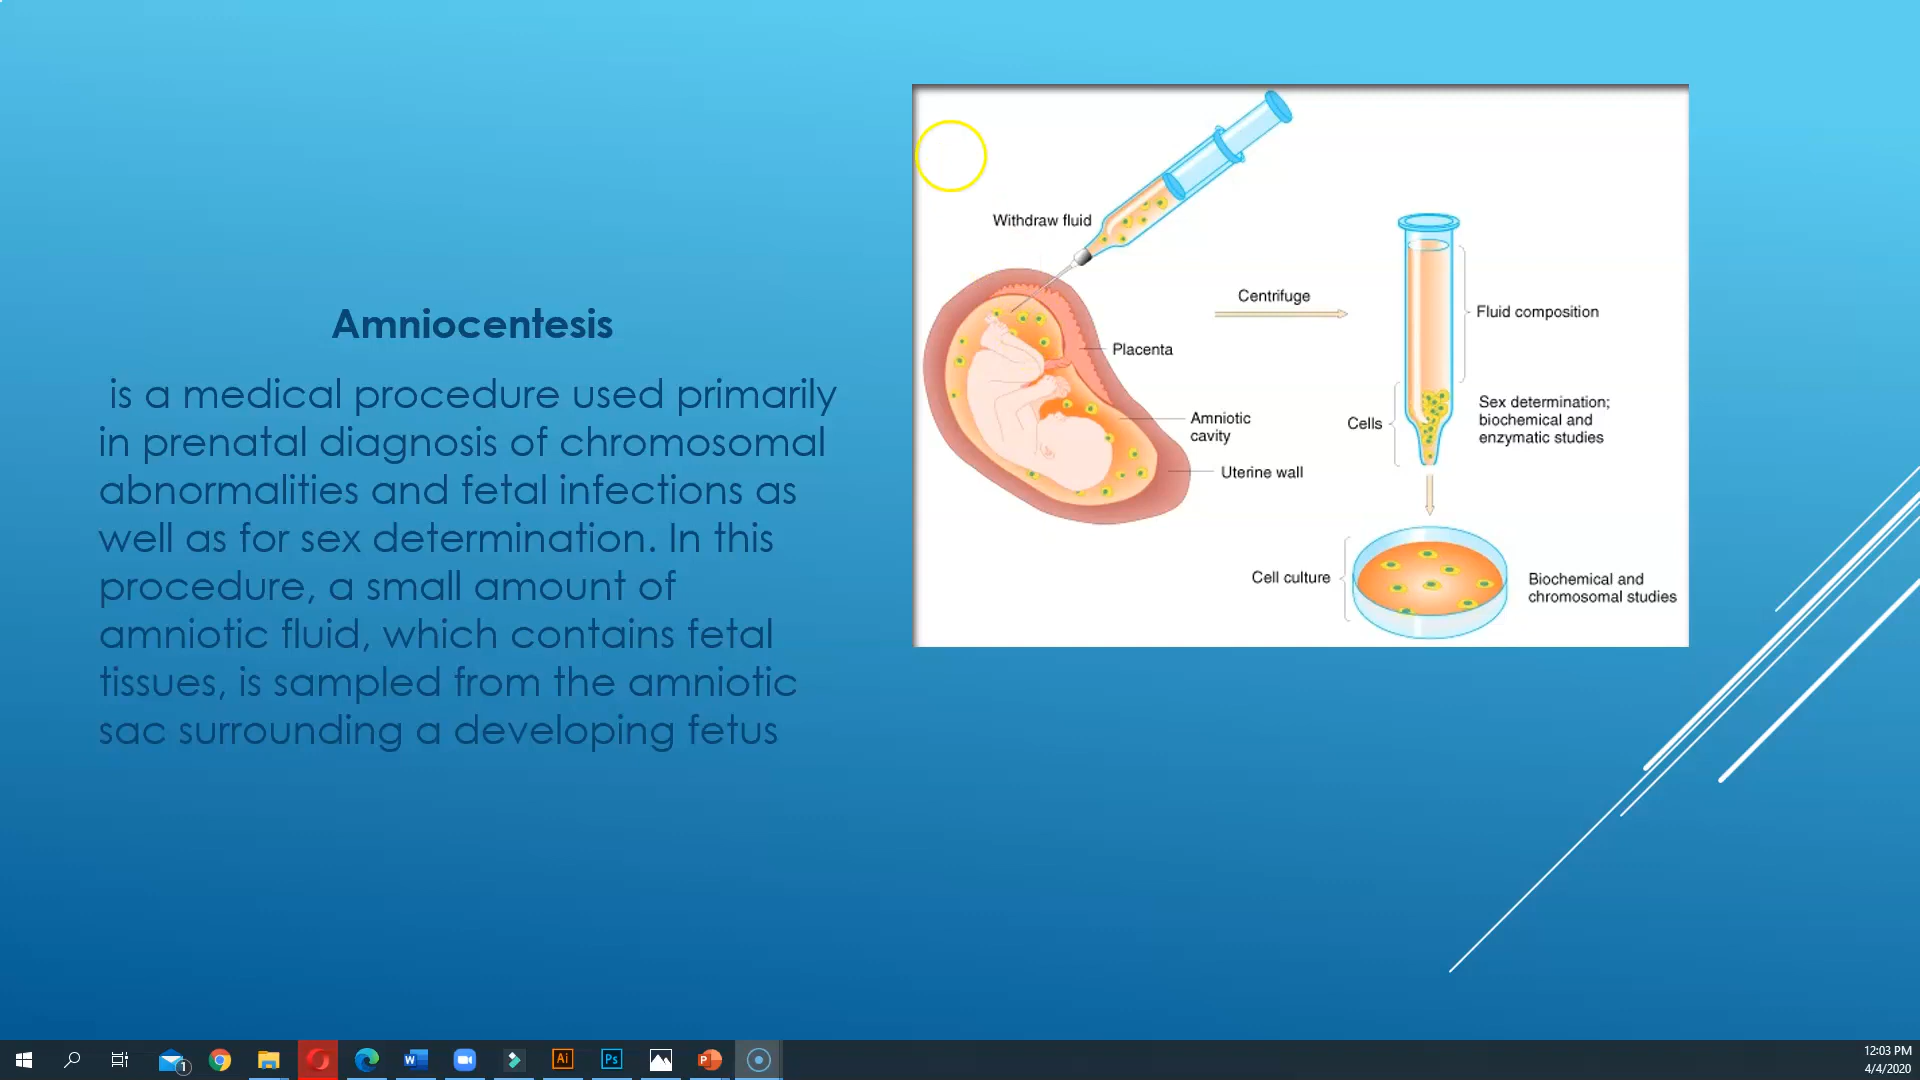 Amniocentesis
is a medical procedure used primarily
in prenatal diagnosis of chromosomal
abnormalities and fetal infections as
well as for sex determination. In this
procedure, a small amount of
amniotic fluid, which contains fetal
tissues, is sampled from the amniotic
sac surrounding a developing fetus
Withdraw fluid
Centrifuge
Placenta
Amniotic
cavity
Uterine wall
Fluid composition
Cells
Sex determination;
biochemical and
enzymatic studies
Cell culture
Biochemical and
chromosomal studies
1
W
Ai
Ps
P
12:03 PM
4/4/2020